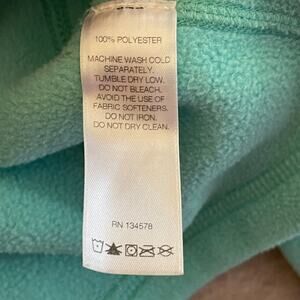 100% POLYESTER
MACHINE WASH COLD
SEPARATELY.
TUMBLE DRY LOW.
DO NOT BLEACH.
AVOID THE USE OF
FABRIC SOFTENERS.
DO NOT IRON.
DO NOT DRY CLEAN.
RN 134578